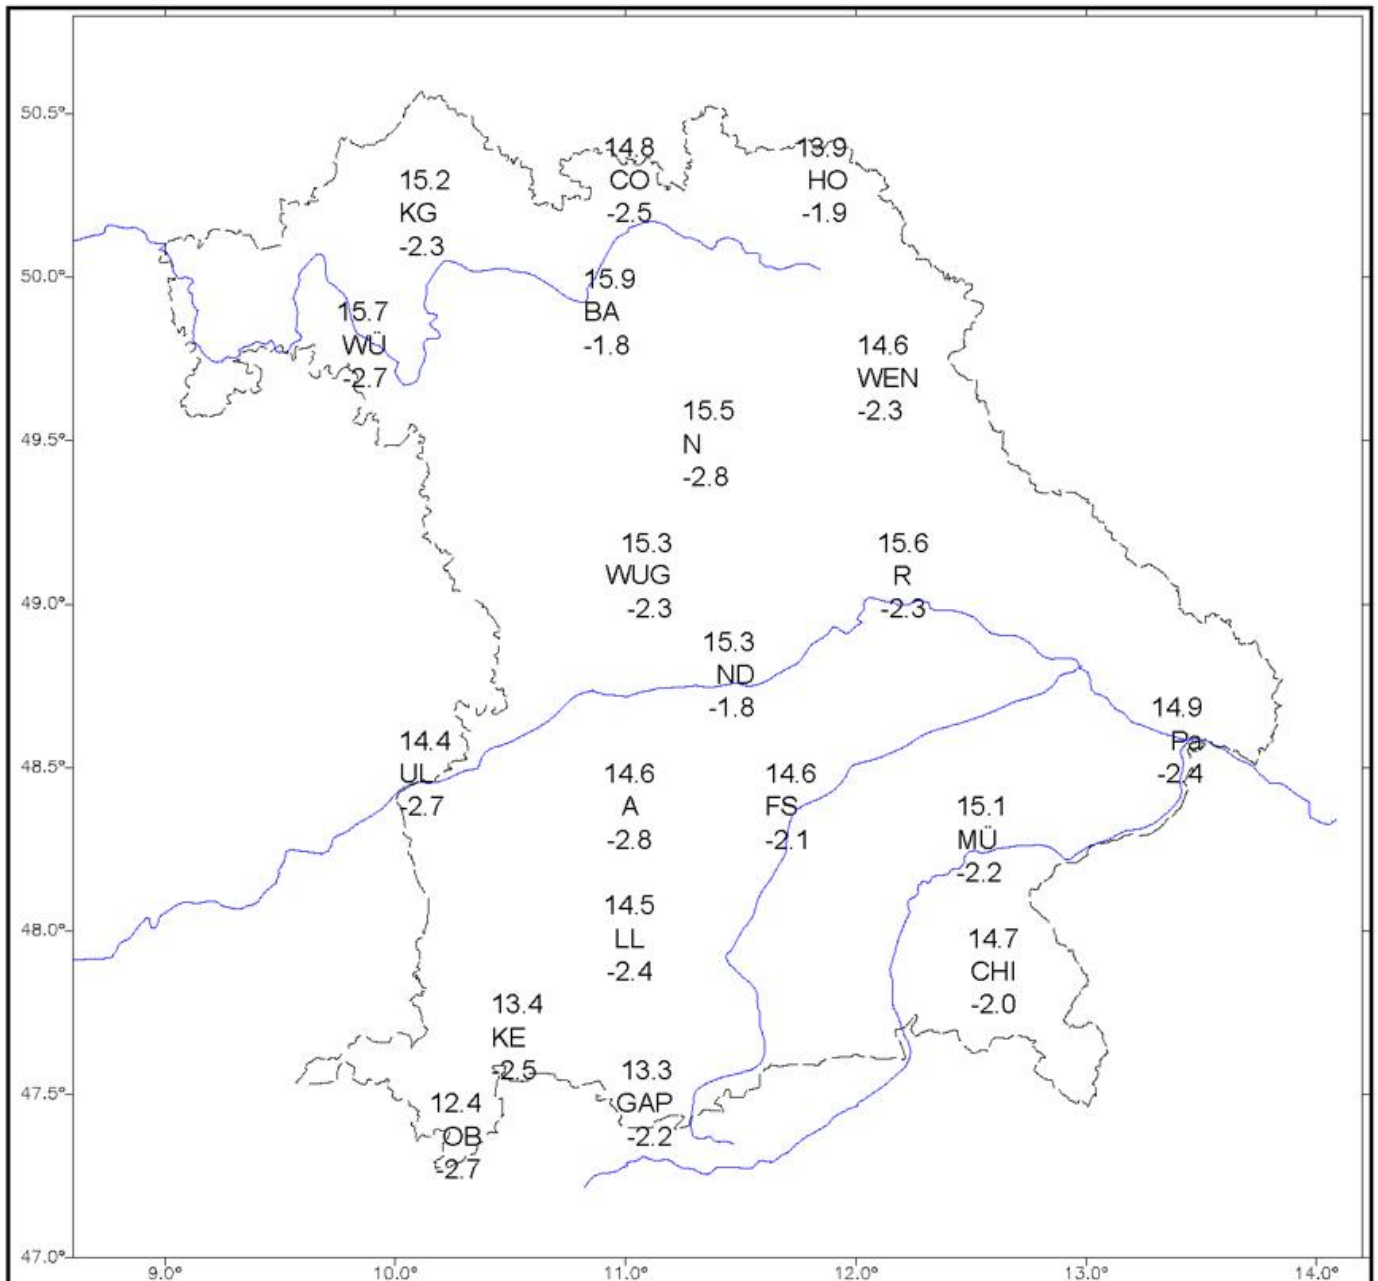 50.5°
14.8
CO
-2.5
13.9
HO
-1.9
15.2
KG
-2.3
50.0°
15.9
BA
-1.8
15.7
WÜ
-2.7
14.6
WEN
-2.3
49.5°
15.5
N
-2.8
15.3
WUG
-2.3
15.6
R
-2.3
49.0°
15.3
ND
-1.8
14.9
Pa
-2.4
14.4
UL
-2.7
48.5°
14.6
A
-2.8
14.6
FS
-2.1
15.1
MÜ
-2.2
14.5
LL
-2.4
48.0°
14.7
CHI
-2.0
13.4
KE
-2.5
47.5°
13.3
GAP
-2.2
12.4
OB
-2.7
47.0°
9.0° 10.0° 11.0° 12.0° 13.0° 14.0°